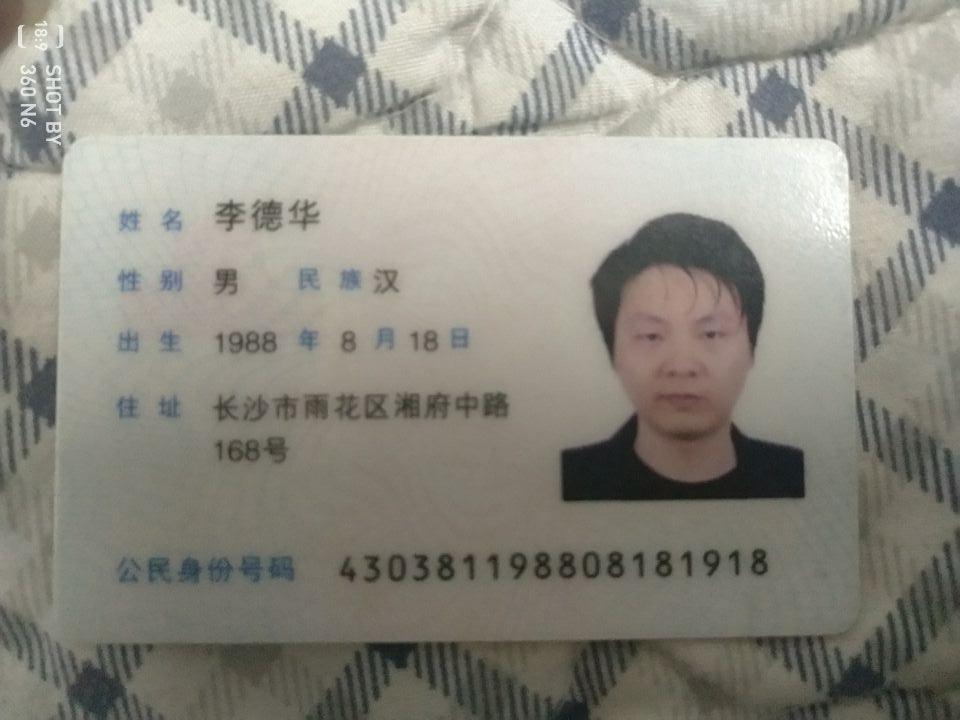 姓名 李德华
性别 男 民族 汉
出生 1988 年 8 月 18 日
住址 长沙市雨花区湘府中路
168号
公民身份号码 430381198808181918
SHOT BY
360 N6
18:9